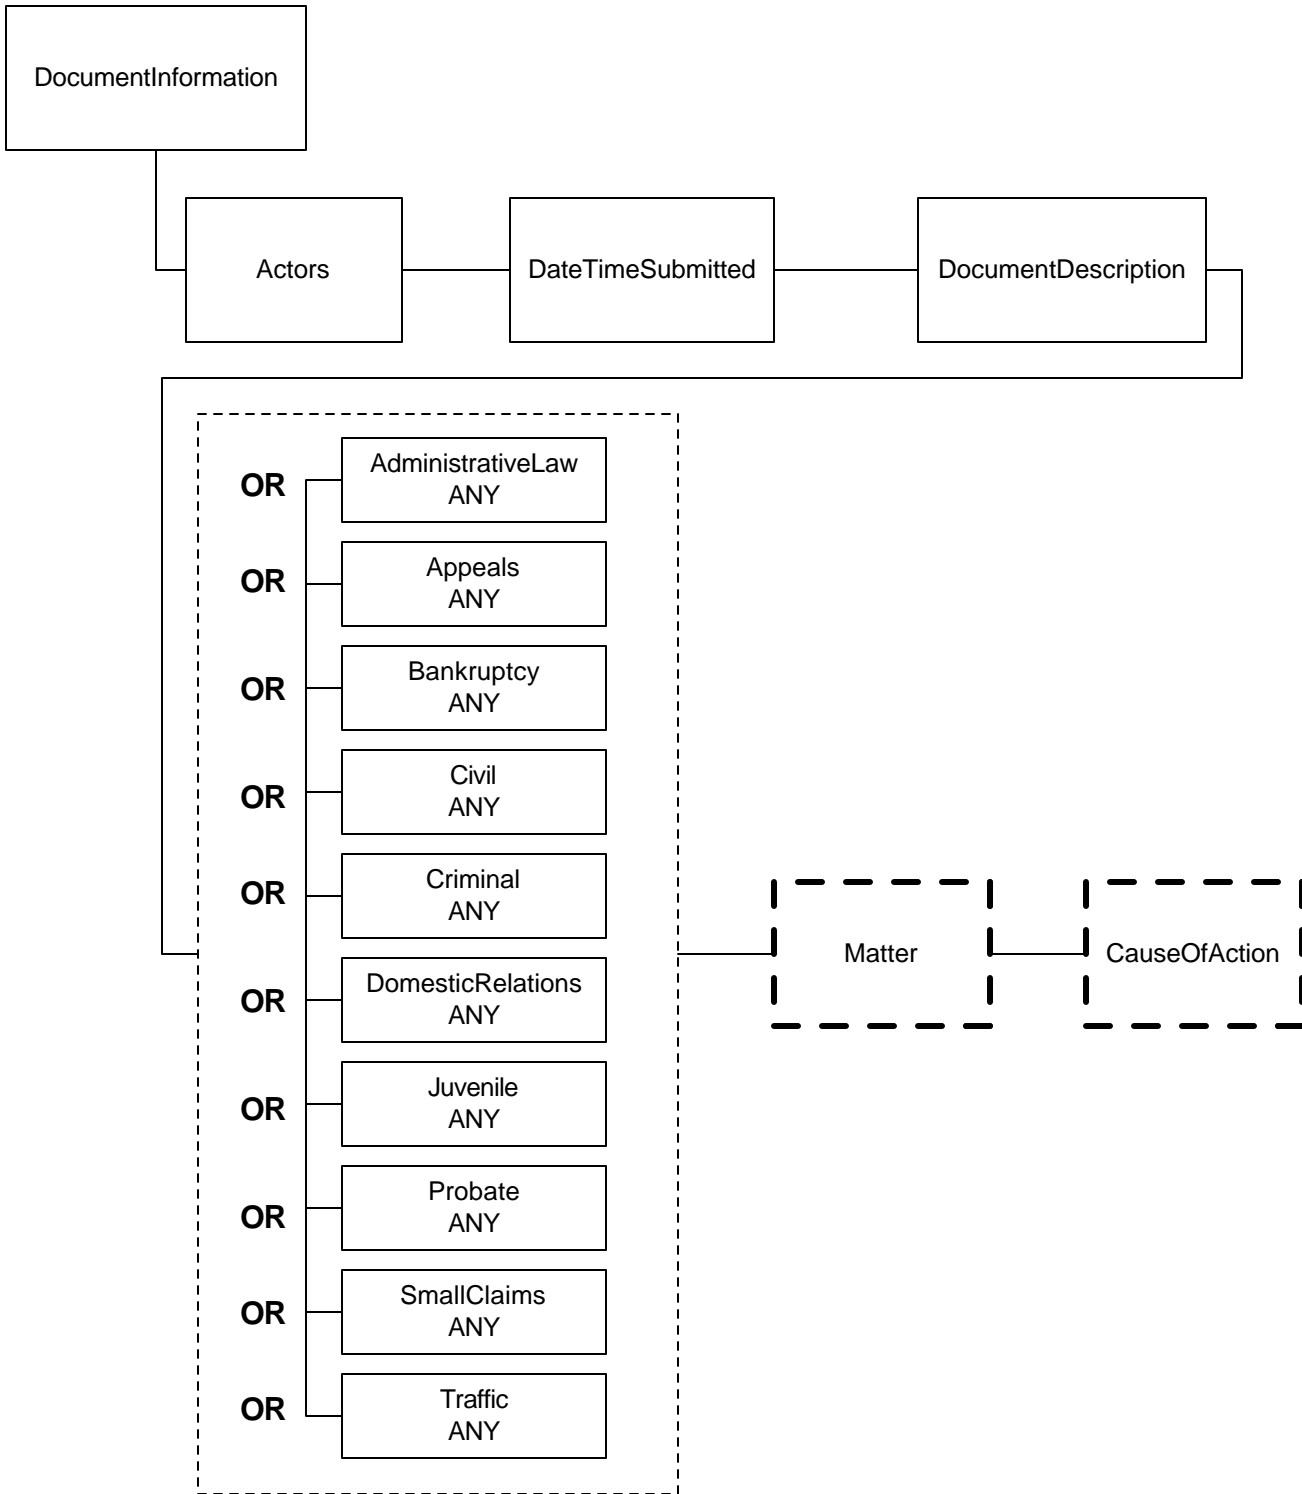 DocumentInformation
Actors
DateTimeSubmitted
DocumentDescription
OR
AdministrativeLaw
ANY
OR
Appeals
ANY
OR
Bankruptcy
ANY
OR
Civil
ANY
OR
Criminal
ANY
Matter
CauseOfAction
OR
DomesticRelations
ANY
OR
Juvenile
ANY
OR
Probate
ANY
OR
SmallClaims
ANY
OR
Traffic
ANY